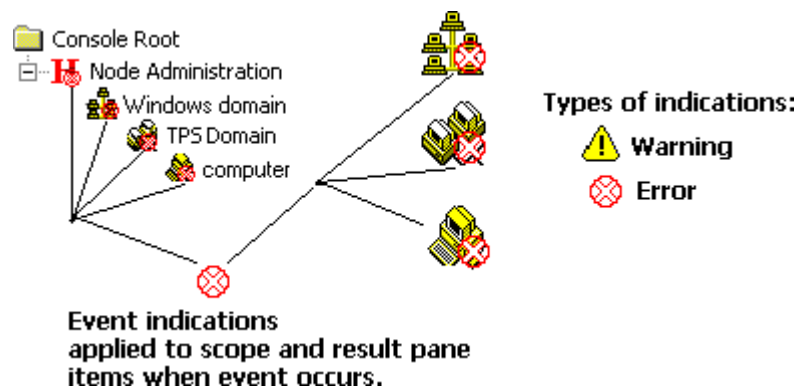 Console Root
Node Administration
Windows domain
TPS Domain
computer
Types of indications:
Warning
Error
Event indications
applied to scope and result pane
items when event occurs.